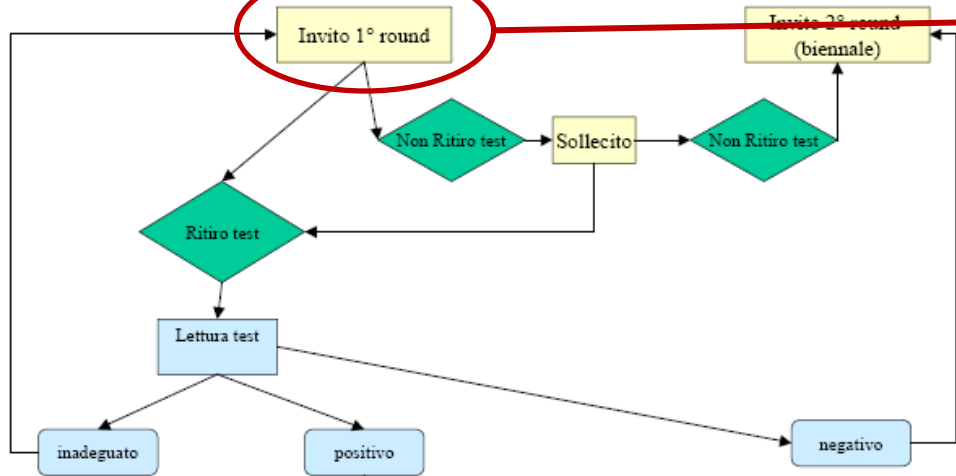 Invito 1° round
Invito 2° round
(biennale)
Non Ritiro test
Sollecito
Non Ritiro test
Ritiro test
Lettura test
inadeguato
positivo
negativo